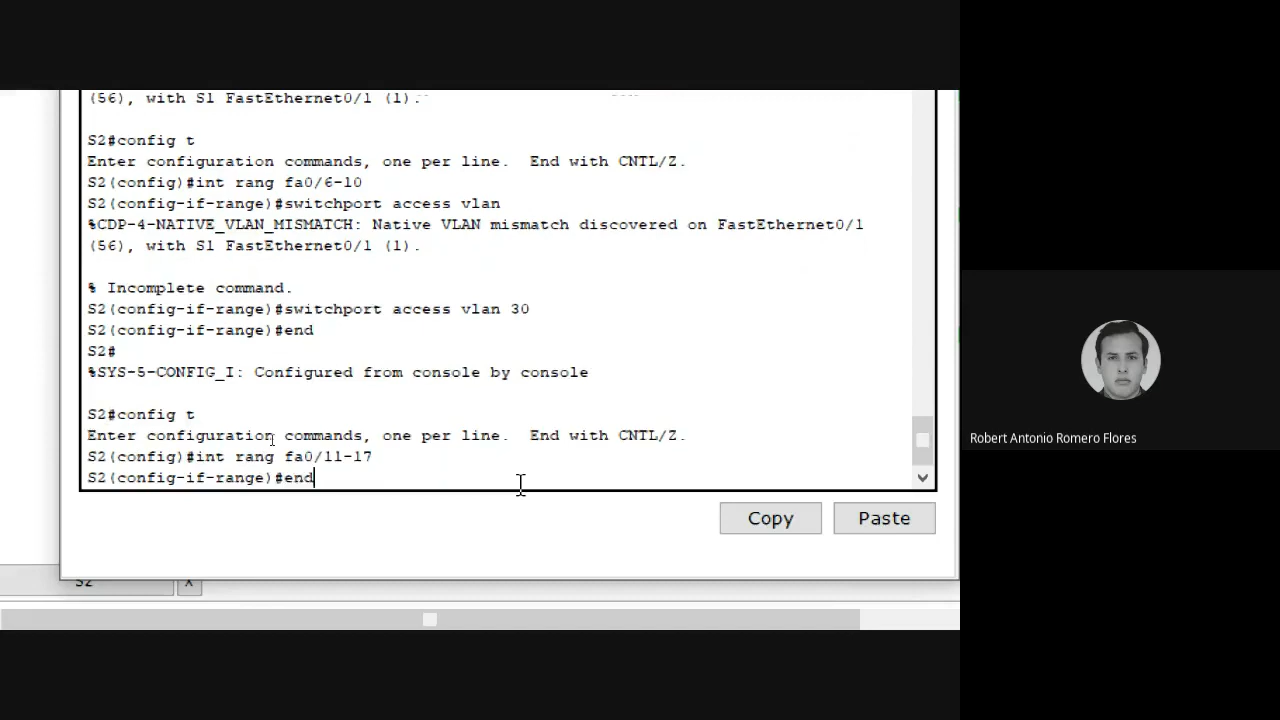 (56), with S1 FastEthernet0/1 (1).
S2#config t
Enter configuration commands, one per line.  End with CNTL/Z.
S2(config)#int rang fa0/6-10
S2(config-if-range)#switchport access vlan
%CDP-4-NATIVE_VLAN_MISMATCH: Native VLAN mismatch discovered on FastEthernet0/1
(56), with S1 FastEthernet0/1 (1).
% Incomplete command.
S2(config-if-range)#switchport access vlan 30
S2(config-if-range)#end
S2#
%SYS-5-CONFIG_I: Configured from console by console
S2#config t
Enter configuration commands, one per line.  End with CNTL/Z.
S2(config)#int rang fa0/11-17
S2(config-if-range)#end
Copy
Paste
S2
X
Robert Antonio Romero Flores